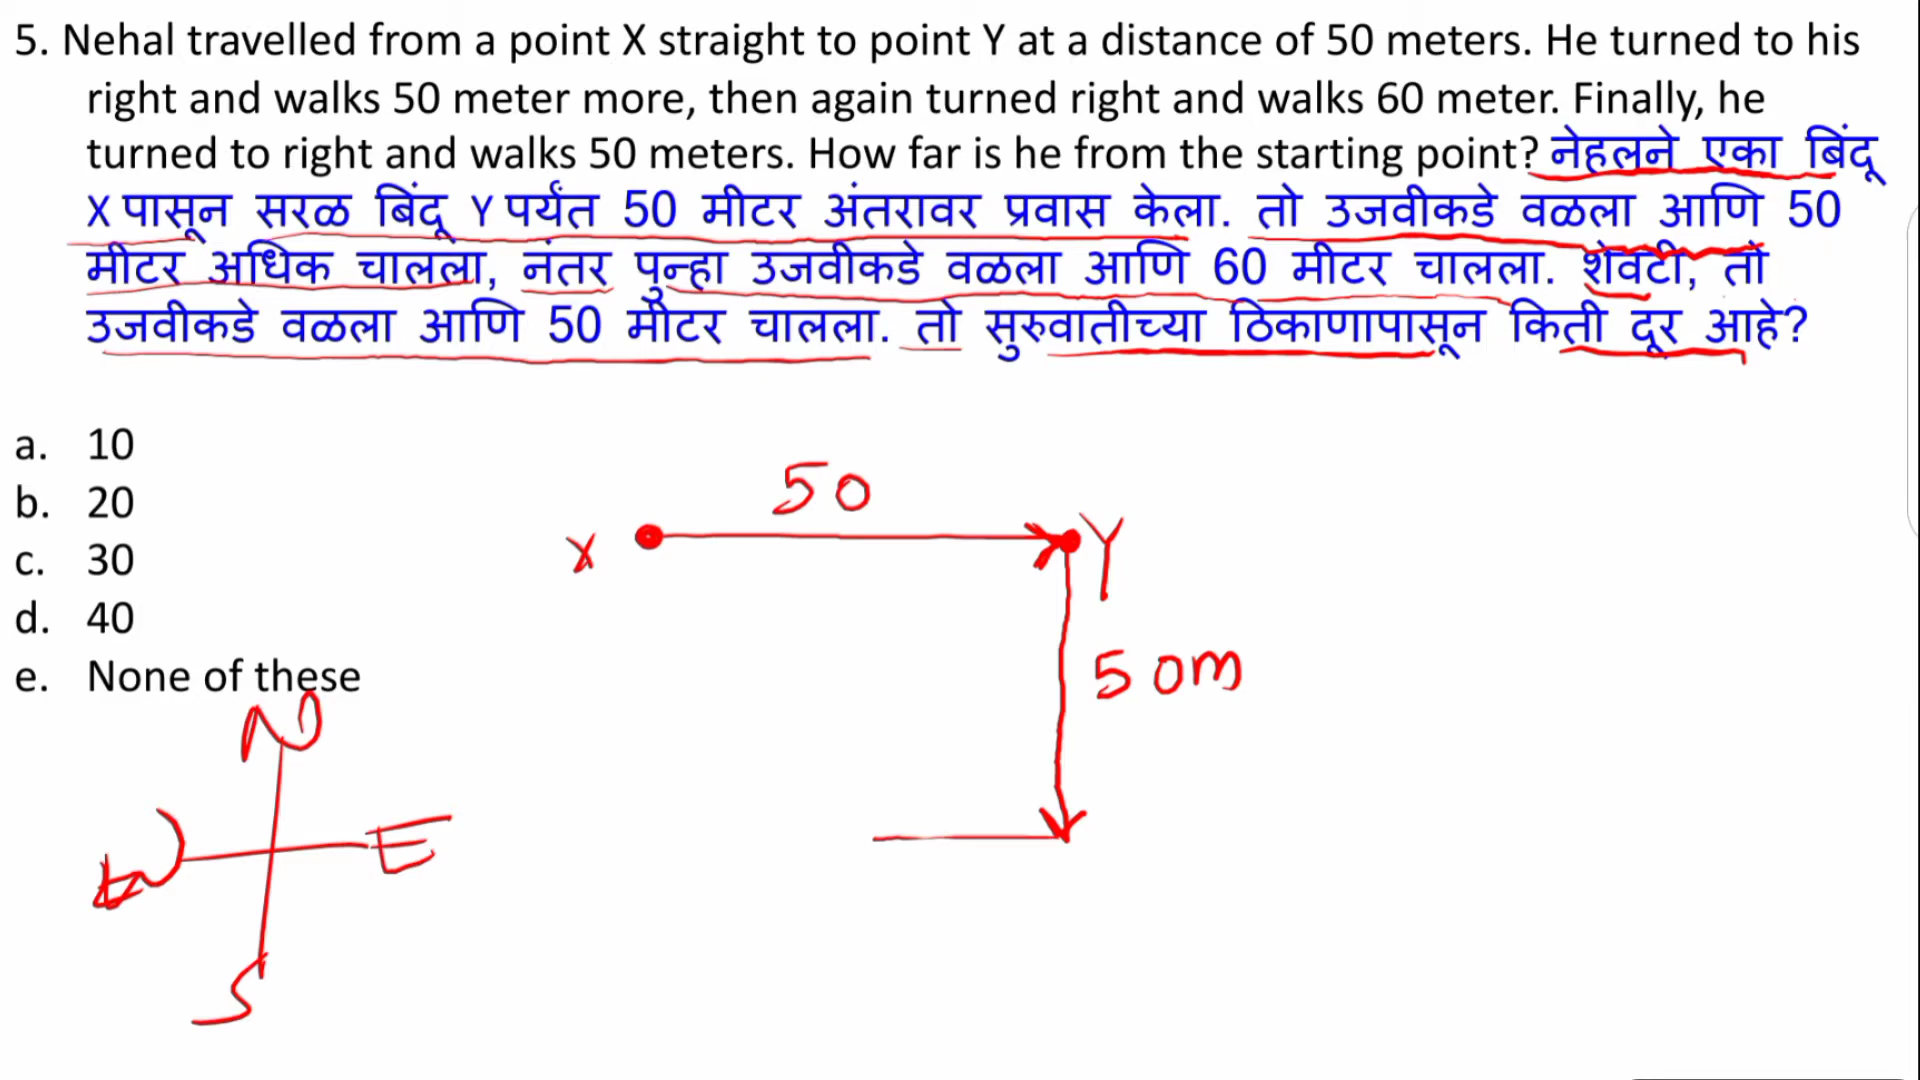 5. Nehal travelled from a point X straight to point Y at a distance of 50 meters. He turned to his
right and walks 50 meter more, then again turned right and walks 60 meter. Finally, he
turned to right and walks 50 meters. How far is he from the starting point? नेहलने एका बिंदू
X पासून सरळ बिंदू Y पर्यंत 50 मीटर अंतरावर प्रवास केला. तो उजवीकडे वळला आणि 50
मीटर अधिक चालला, नंतर पुन्हा उजवीकडे वळला आणि 60 मीटर चालला. शेवटी, तो
उजवीकडे वळला आणि 50 मीटर चालला. तो सुरुवातीच्या ठिकाणापासून किती दूर आहे?
a. 10
b. 20
c. 30
d. 40
e. None of these
50
X
Y
50m
N
W
E
S